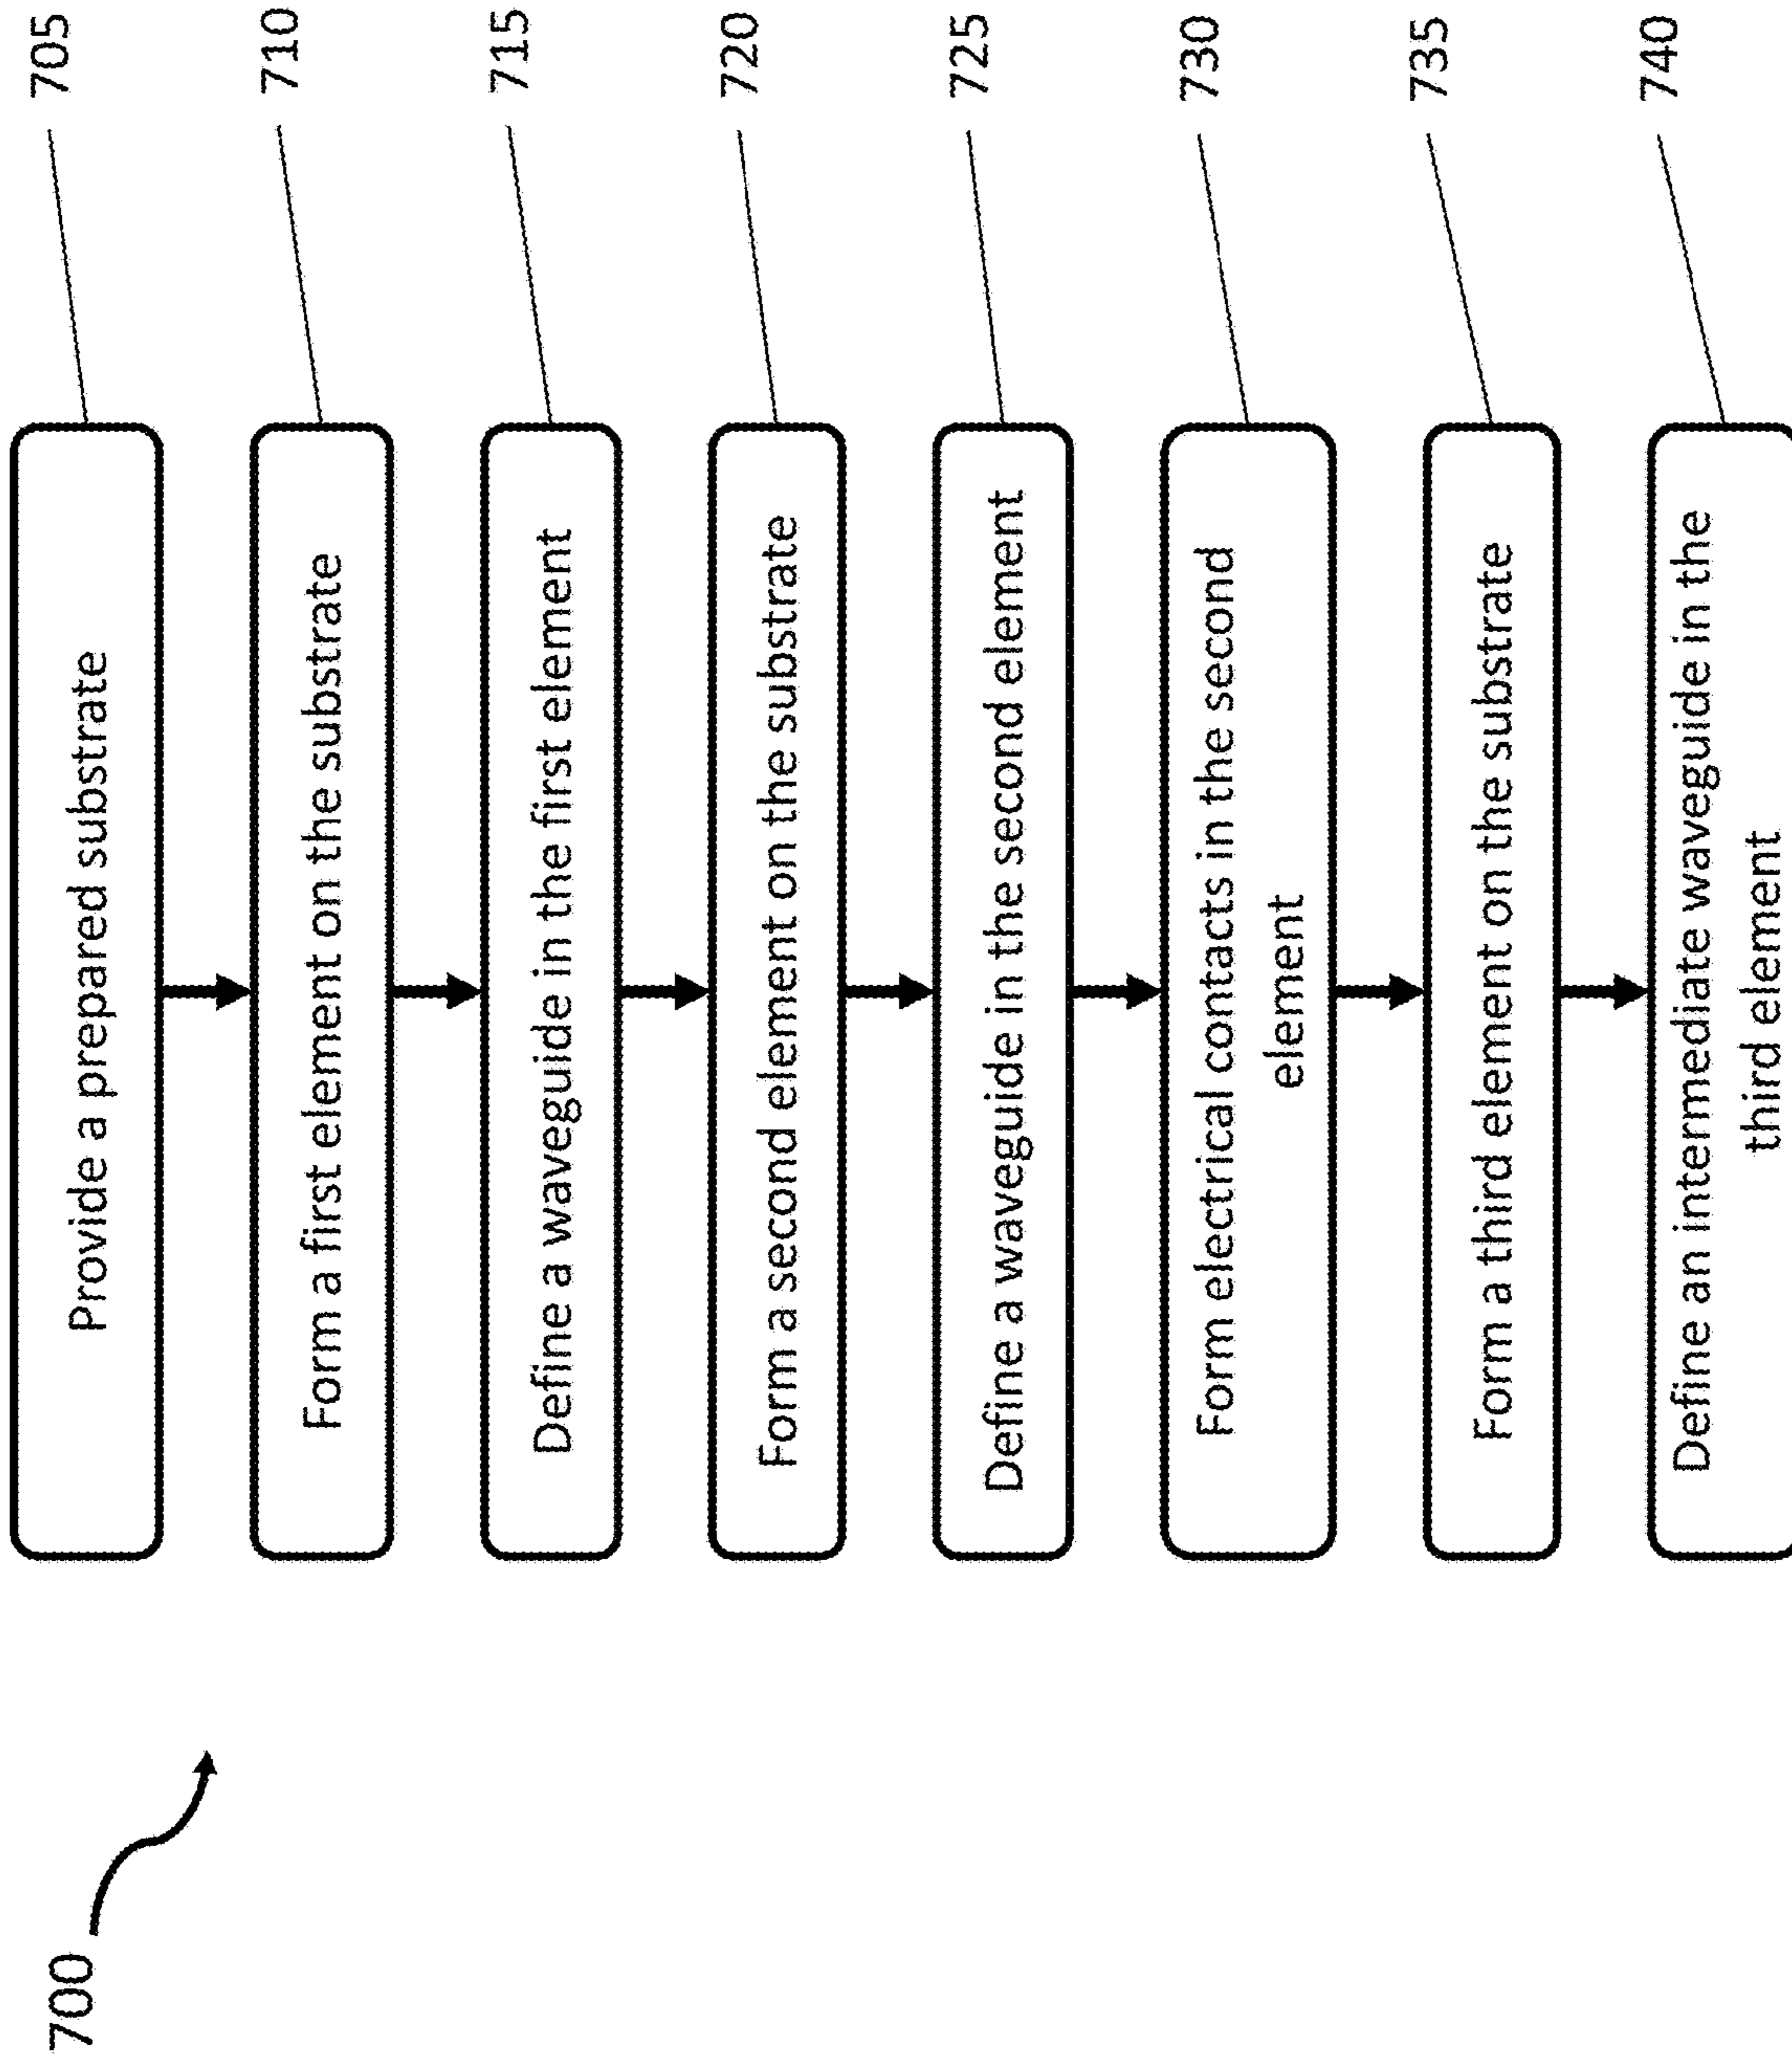 700
Provide a prepared substrate
705
Form a first element on the substrate
710
Define a waveguide in the first element
715
Form a second element on the substrate
720
Define a waveguide in the second element
725
Form electrical contacts in the second
element
730
Form a third element on the substrate
735
Define an intermediate waveguide in the
third element
740